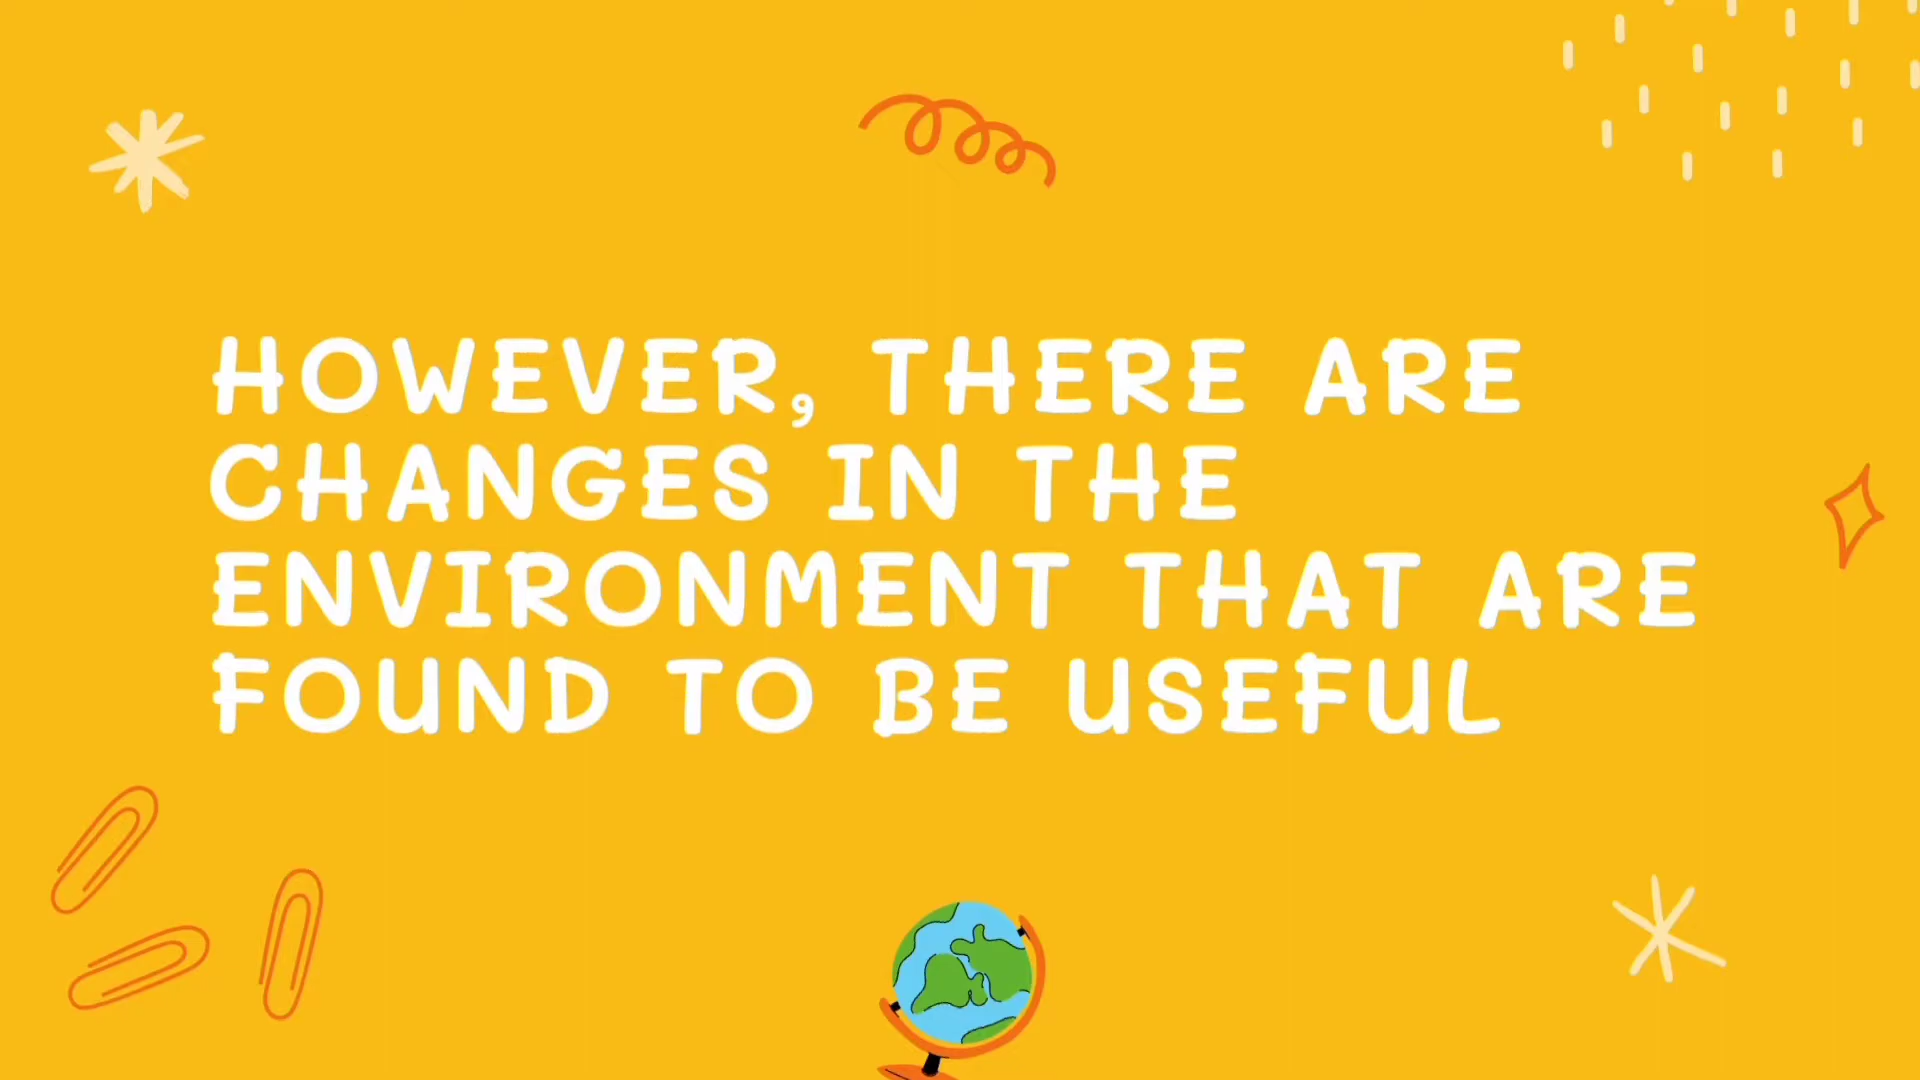 HOWEVER, THERE ARE
CHANGES IN THE
ENVIRONMENT THAT ARE
FOUND TO BE USEFUL